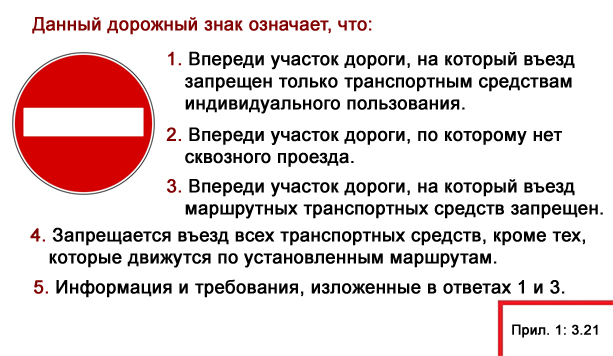 Данный дорожный знак означает, что:
1. Впереди участок дороги, на который въезд
запрещен только транспортным средствам
индивидуального пользования.
2. Впереди участок дороги, по которому нет
сквозного проезда.
3. Впереди участок дороги, на который въезд
маршрутных транспортных средств запрещен.
4. Запрещается въезд всех транспортных средств, кроме тех,
которые движутся по установленным маршрутам.
5. Информация и требования, изложенные в ответах 1 и 3.
Прил. 1: 3.21